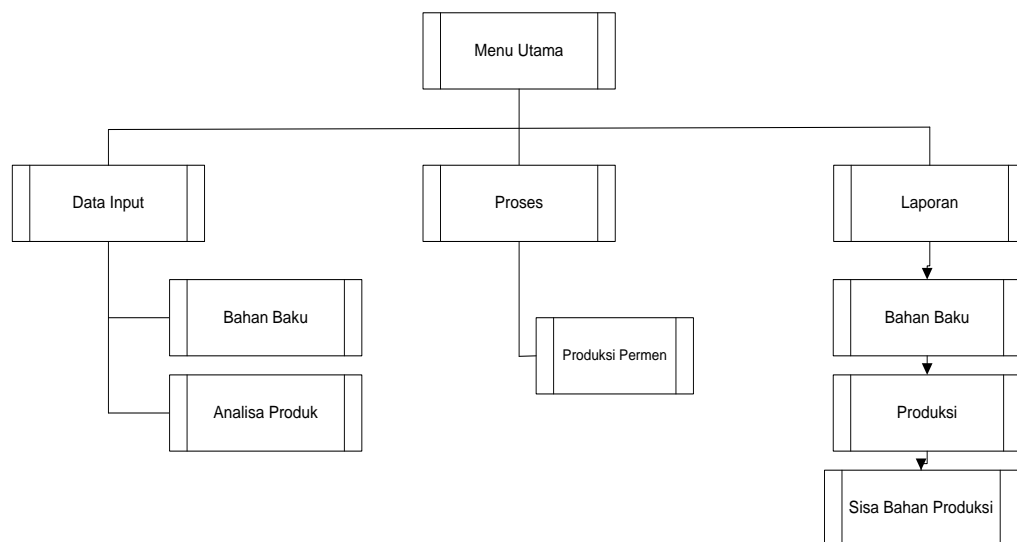 Menu Utama
Data Input
Proses
Laporan
Bahan Baku
Analisa Produk
Produksi Permen
Bahan Baku
Produksi
Sisa Bahan Produksi